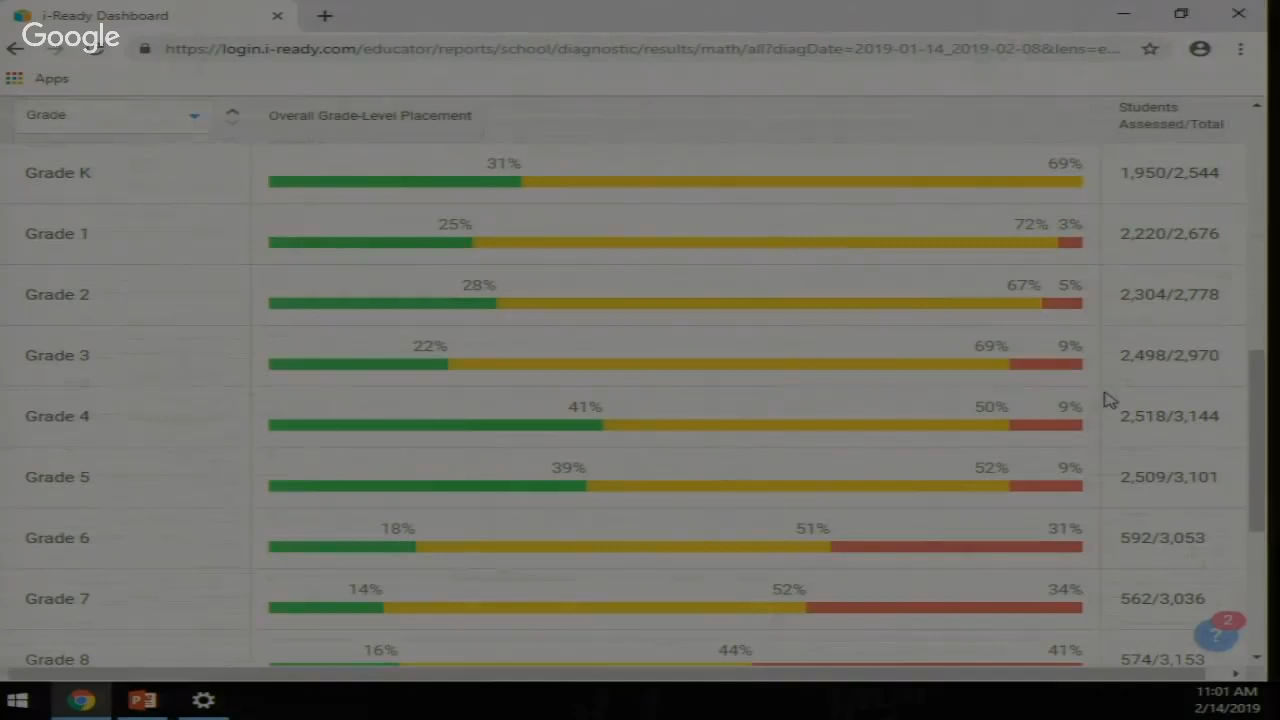 i-Ready Dashboard
Google
https://login.i-ready.com/educator/reports/school/diagnostic/results/math/all?diagDate=2019-01-14_2019-02-08&lens=e...
Apps
Grade
Overall Grade-Level Placement
Students
Assessed/Total
Grade K
31%
69%
1,950/2,544
Grade 1
25%
72%
3%
2,220/2,676
Grade 2
28%
67%
5%
2,304/2,778
Grade 3
22%
69%
9%
2,498/2,970
Grade 4
41%
50%
9%
2,518/3,144
Grade 5
39%
52%
9%
2,509/3,101
Grade 6
18%
51%
31%
592/3,053
Grade 7
14%
52%
34%
562/3,036
2
?
Grade 8
16%
44%
41%
574/3,153
11:01 AM
2/14/2019